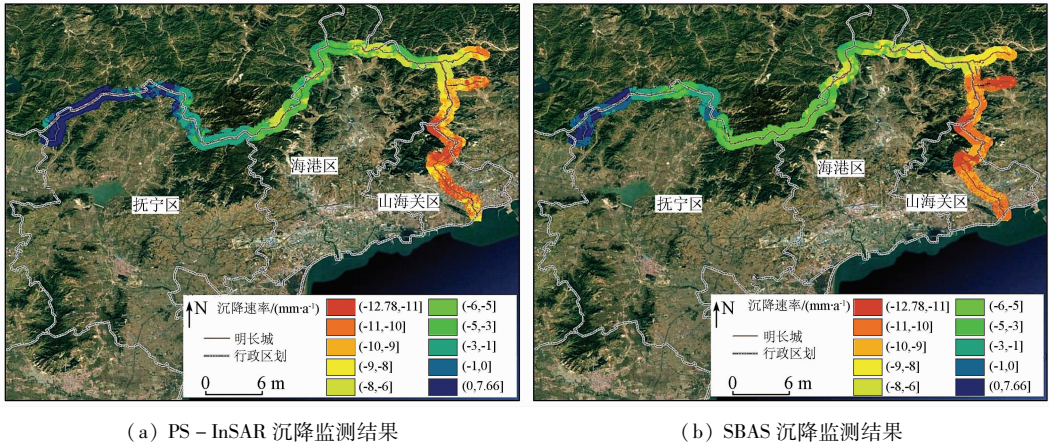 海港区
抚宁区
山海关区
N
沉降速率/(mm·a⁻¹)
明长城
行政区划
0 6 m
(-12.78,-11]
(-11,-10]
(-10,-9]
(-9,-8]
(-8,-6]
(-6,-5]
(-5,-3]
(-3,-1]
(-1,0]
(0,7.66]
(a) PS-InSAR 沉降监测结果
海港区
抚宁区
山海关区
N
沉降速率/(mm·a⁻¹)
明长城
行政区划
0 6 m
(-12.78,-11]
(-11,-10]
(-10,-9]
(-9,-8]
(-8,-6]
(-6,-5]
(-5,-3]
(-3,-1]
(-1,0]
(0,7.66]
(b) SBAS 沉降监测结果